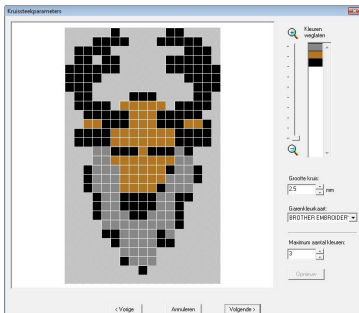 Kruissteekparameters
Kleuren
weglaten
Grootte kruis:
2.5 mm
Garenkleurkaart:
BROTHER EMBROIDERY
Maximum aantal kleuren:
3
Opnieuw
< Vorige Annuleren Volgende >